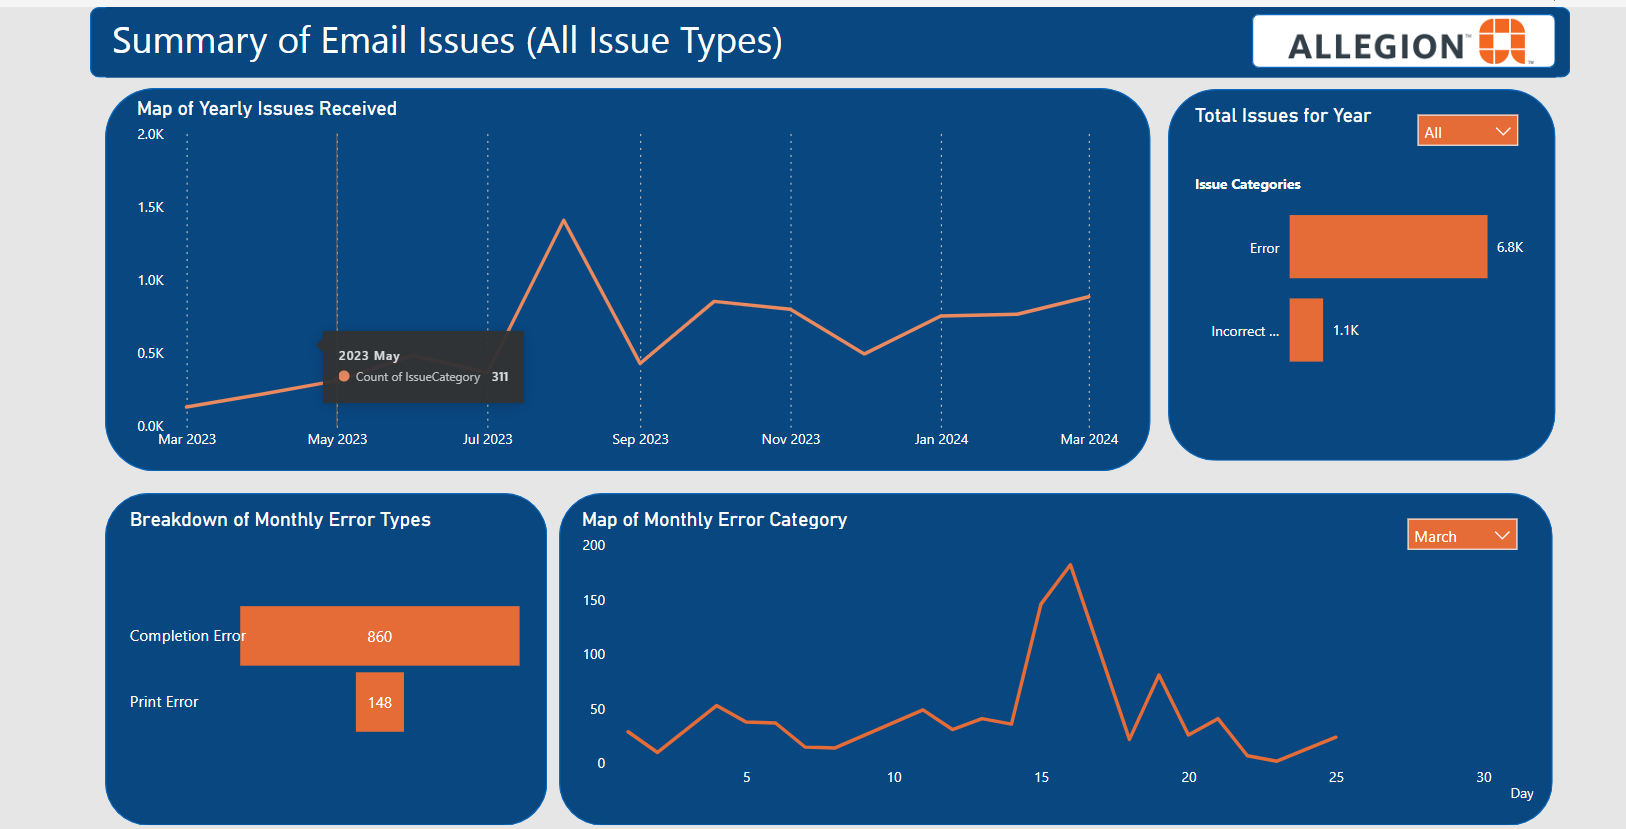 Summary of Email Issues (All Issue Types)
ALLEGION™
Map of Yearly Issues Received
2.0K
1.5K
1.0K
0.5K
0.0K
Mar 2023 May 2023 Jul 2023 Sep 2023 Nov 2023 Jan 2024 Mar 2024
2023 May
Count of IssueCategory 311
Total Issues for Year
All
Issue Categories
Error 6.8K
Incorrect ... 1.1K
Breakdown of Monthly Error Types
Completion Error 860
Print Error 148
Map of Monthly Error Category
March
200
150
100
50
0
5 10 15 20 25 30
Day